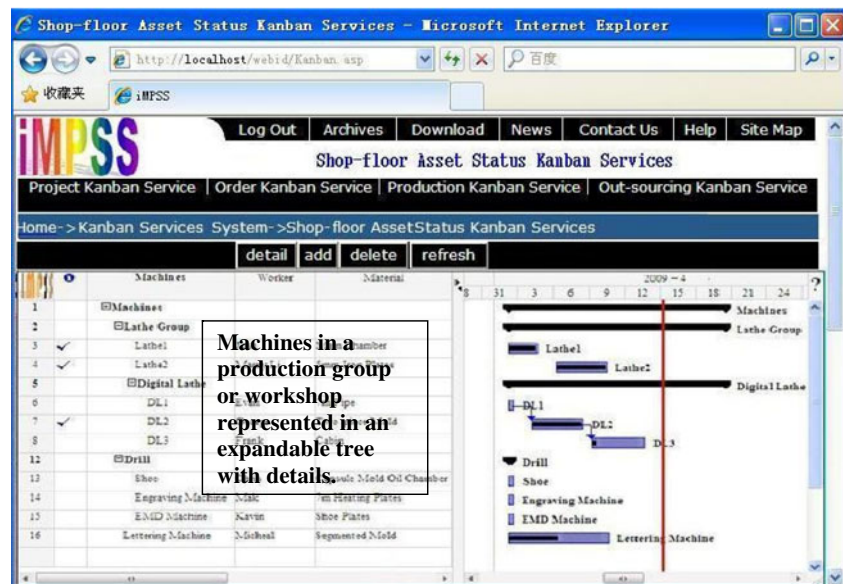 Shop-floor Asset Status Kanban Services - Microsoft Internet Explorer
http://localhost/webid/Kanban.asp
百度
收藏夹
iMPSS
iMPSS
Log Out Archives Download News Contact Us Help Site Map
Shop-floor Asset Status Kanban Services
Project Kanban Service | Order Kanban Service | Production Kanban Service | Out-sourcing Kanban Service
Home->Kanban Services System->Shop-floor AssetStatus Kanban Services
detail add delete refresh
Machines Worker Material
2009 - 4
31 3 6 9 12 15 18 21 24
1 Machines
2 Lathe Group
3 Lathe1
4 Lathe2
5 Digital Lathe
6 DL1
7 DL2
8 DL3 Frank Cabin
12 Drill
13 Shoe
14 Engraving Machine Mak
15 EMD Machine Kavin Shoe Plates
16 Lettering Machine Micheal Segmented Mold
Machines in a
production group
or workshop
represented in an
expandable tree
with details.
Machines
Lathe Group
Lathe1
Lathe2
Digital Lathe
DL1
DL2
Drill
Shoe
Engraving Machine
EMD Machine
Lettering Machine